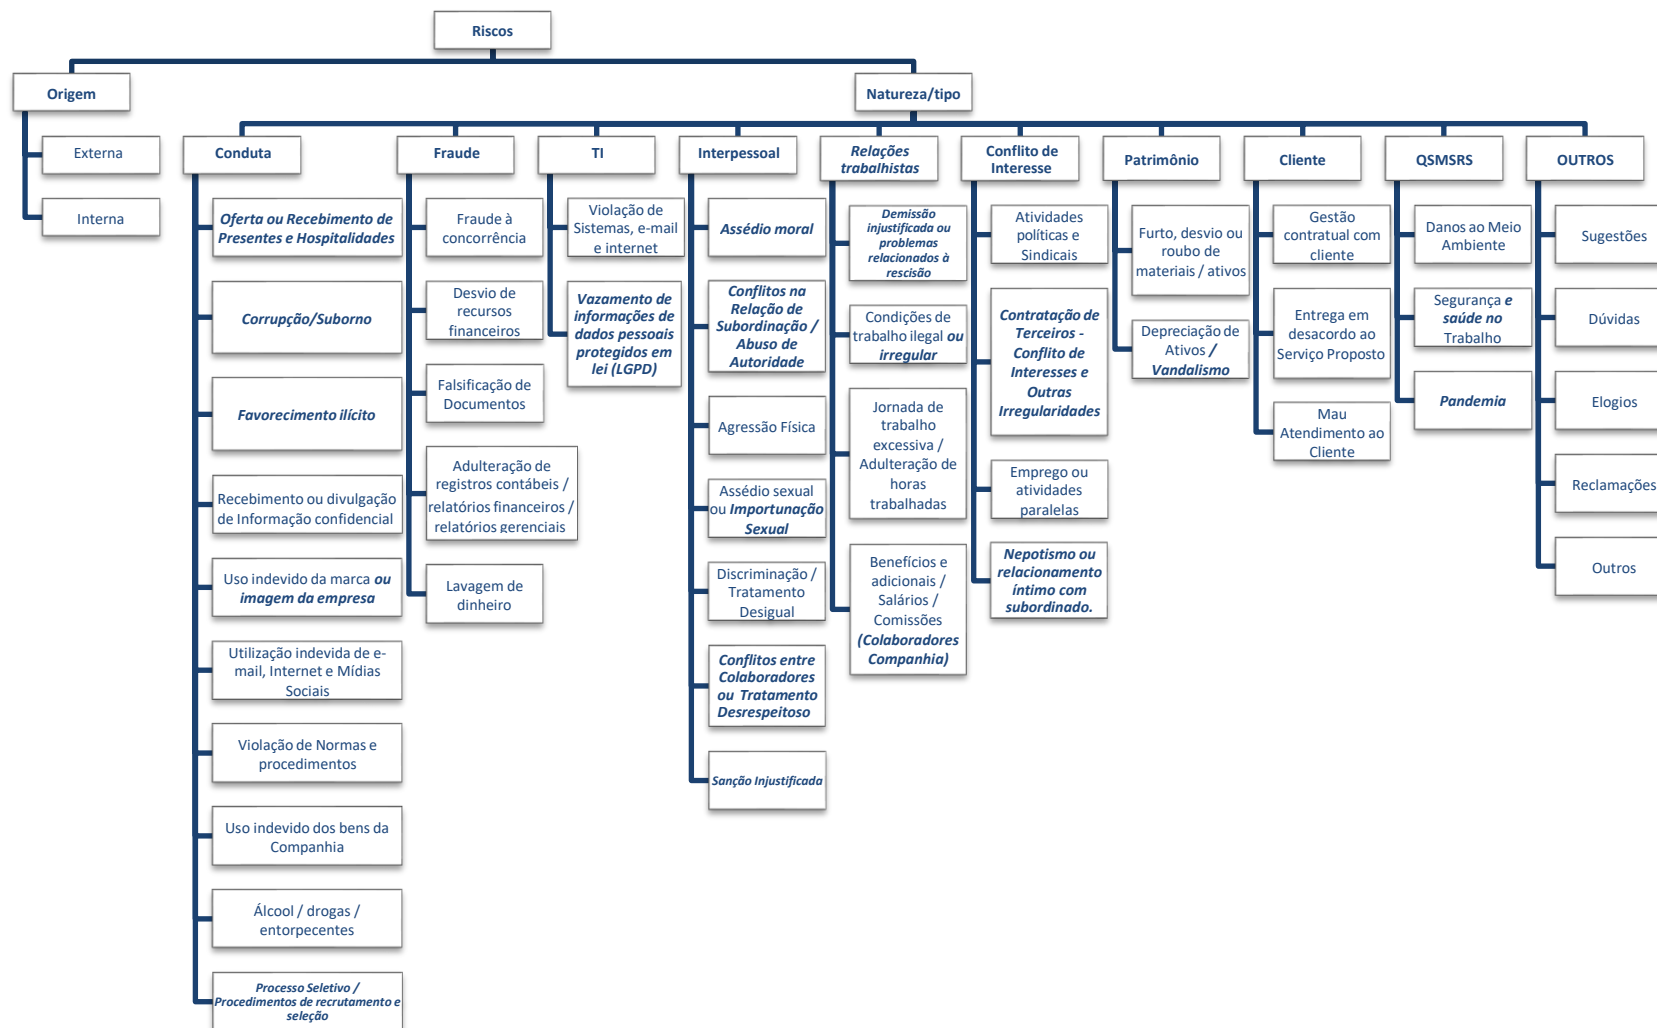 Riscos
Origem
Natureza/tipo
Externa
Interna
Conduta
Oferta ou Recebimento de
Presentes e Hospitalidades
Corrupção/Suborno
Favorecimento ilícito
Recebimento ou divulgação
de Informação confidencial
Uso indevido da marca ou
imagem da empresa
Utilização indevida de e-
mail, Internet e Mídias
Sociais
Violação de Normas e
procedimentos
Uso indevido dos bens da
Companhia
Álcool / drogas /
entorpecentes
Processo Seletivo /
Procedimentos de recrutamento e
seleção
Fraude
Fraude à
concorrência
Desvio de
recursos
financeiros
Falsificação de
Documentos
Adulteração de
registros contábeis /
relatórios financeiros /
relatórios gerenciais
Lavagem de
dinheiro
TI
Violação de
Sistemas, e-mail
e internet
Vazamento de
informações de
dados pessoais
protegidos em
lei (LGPD)
Interpessoal
Assédio moral
Conflitos na
Relação de
Subordinação /
Abuso de
Autoridade
Agressão Física
Assédio sexual
ou Importunação
Sexual
Discriminação /
Tratamento
Desigual
Conflitos entre
Colaboradores
ou Tratamento
Desrespeitoso
Sanção Injustificada
Relações
trabalhistas
Demissão
injustificada ou
problemas
relacionados à
rescisão
Condições de
trabalho ilegal ou
irregular
Jornada de
trabalho
excessiva /
Adulteração de
horas
trabalhadas
Benefícios e
adicionais /
Salários /
Comissões
(Colaboradores
Companhia)
Conflito de
Interesse
Atividades
políticas e
Sindicais
Contratação de
Terceiros -
Conflito de
Interesses e
Outras
Irregularidades
Emprego ou
atividades
paralelas
Nepotismo ou
relacionamento
íntimo com
subordinado.
Patrimônio
Furto, desvio ou
roubo de
materiais / ativos
Depreciação de
Ativos /
Vandalismo
Cliente
Gestão
contratual com
cliente
Entrega em
desacordo ao
Serviço Proposto
Mau
Atendimento ao
Cliente
QSMSRS
Danos ao Meio
Ambiente
Segurança e
saúde no
Trabalho
Pandemia
OUTROS
Sugestões
Dúvidas
Elogios
Reclamações
Outros